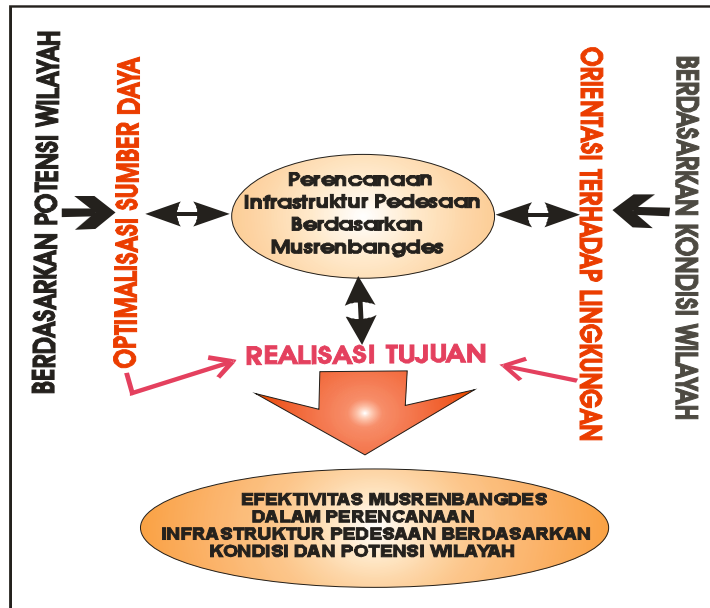 BERDASARKAN POTENSI WILAYAH
OPTIMALISASI SUMBER DAYA
Perencanaan
Infrastruktur Pedesaan
Berdasarkan
Musrenbangdes
ORIENTASI TERHADAP LINGKUNGAN
BERDASARKAN KONDISI WILAYAH
REALISASI TUJUAN
EFEKTIVITAS MUSRENBANGDES
DALAM PERENCANAAN
INFRASTRUKTUR PEDESAAN BERDASARKAN
KONDISI DAN POTENSI WILAYAH